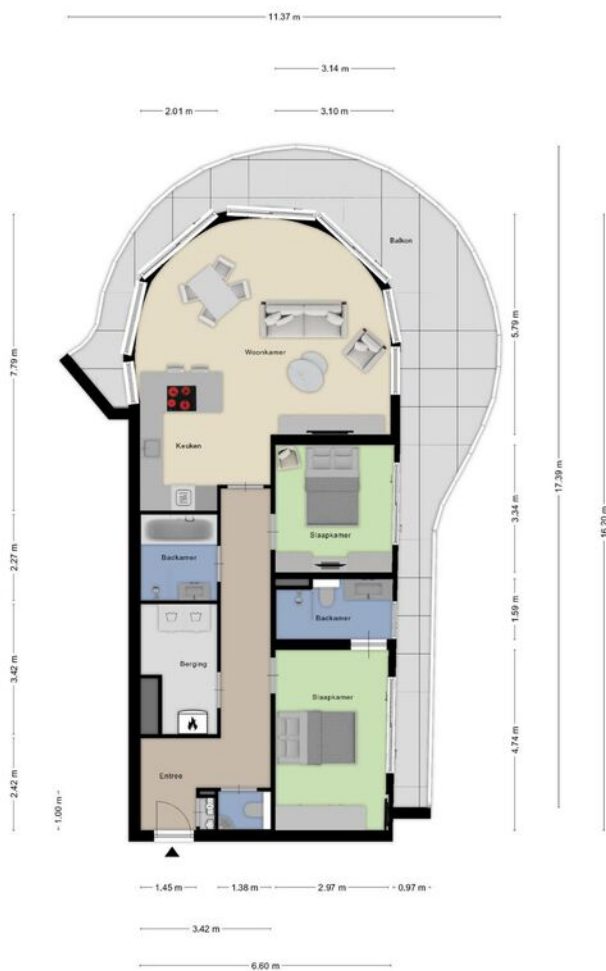 11.37 m
3.14 m
2.01 m
3.10 m
Balkon
7.79 m
5.79 m
17.39 m
16.20 m
Woonkamer
Keuken
3.34 m
Slaapkamer
2.27 m
Badkamer
1.59 m
Badkamer
3.42 m
Berging
Slaapkamer
4.74 m
2.42 m
1.00 m
Entree
1.45 m
1.38 m
2.97 m
0.97 m
3.42 m
6.60 m